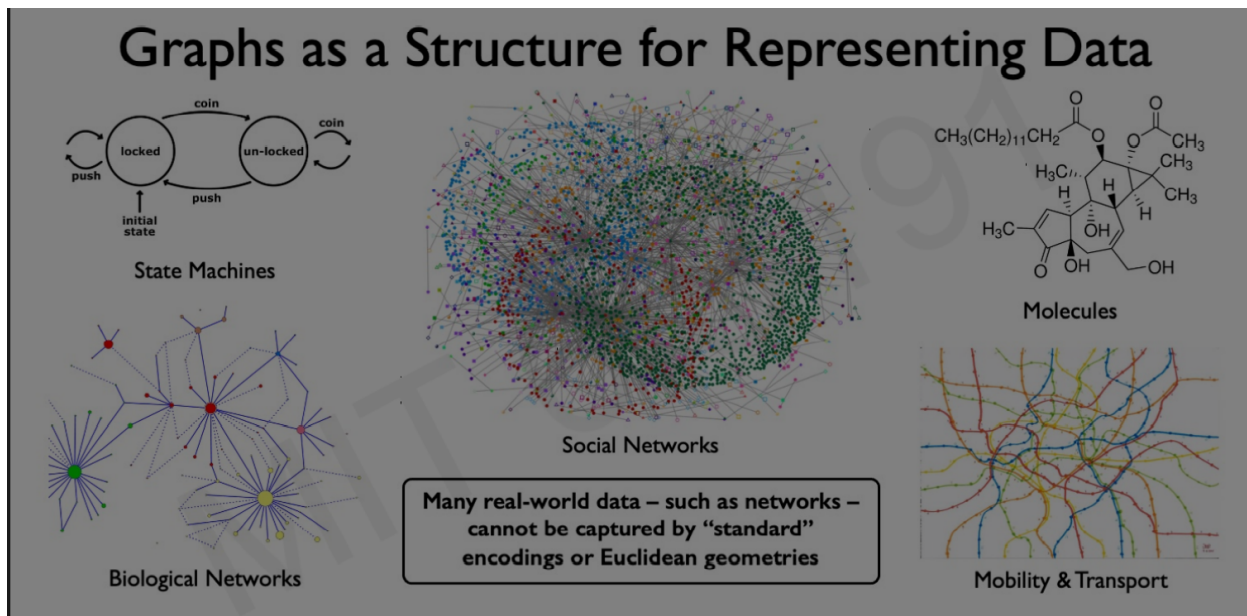 Graphs as a Structure for Representing Data
coin
coin
locked
un-locked
push
push
initial
state
State Machines
Social Networks
O
O
CH₃(CH₂)₁₁CH₂
O
O
CH₃
H₃C
CH₃
H
H
CH₃
H
OH
H₃C
O
OH
OH
Molecules
Biological Networks
Many real-world data – such as networks –
cannot be captured by “standard”
encodings or Euclidean geometries
Mobility & Transport
MIT